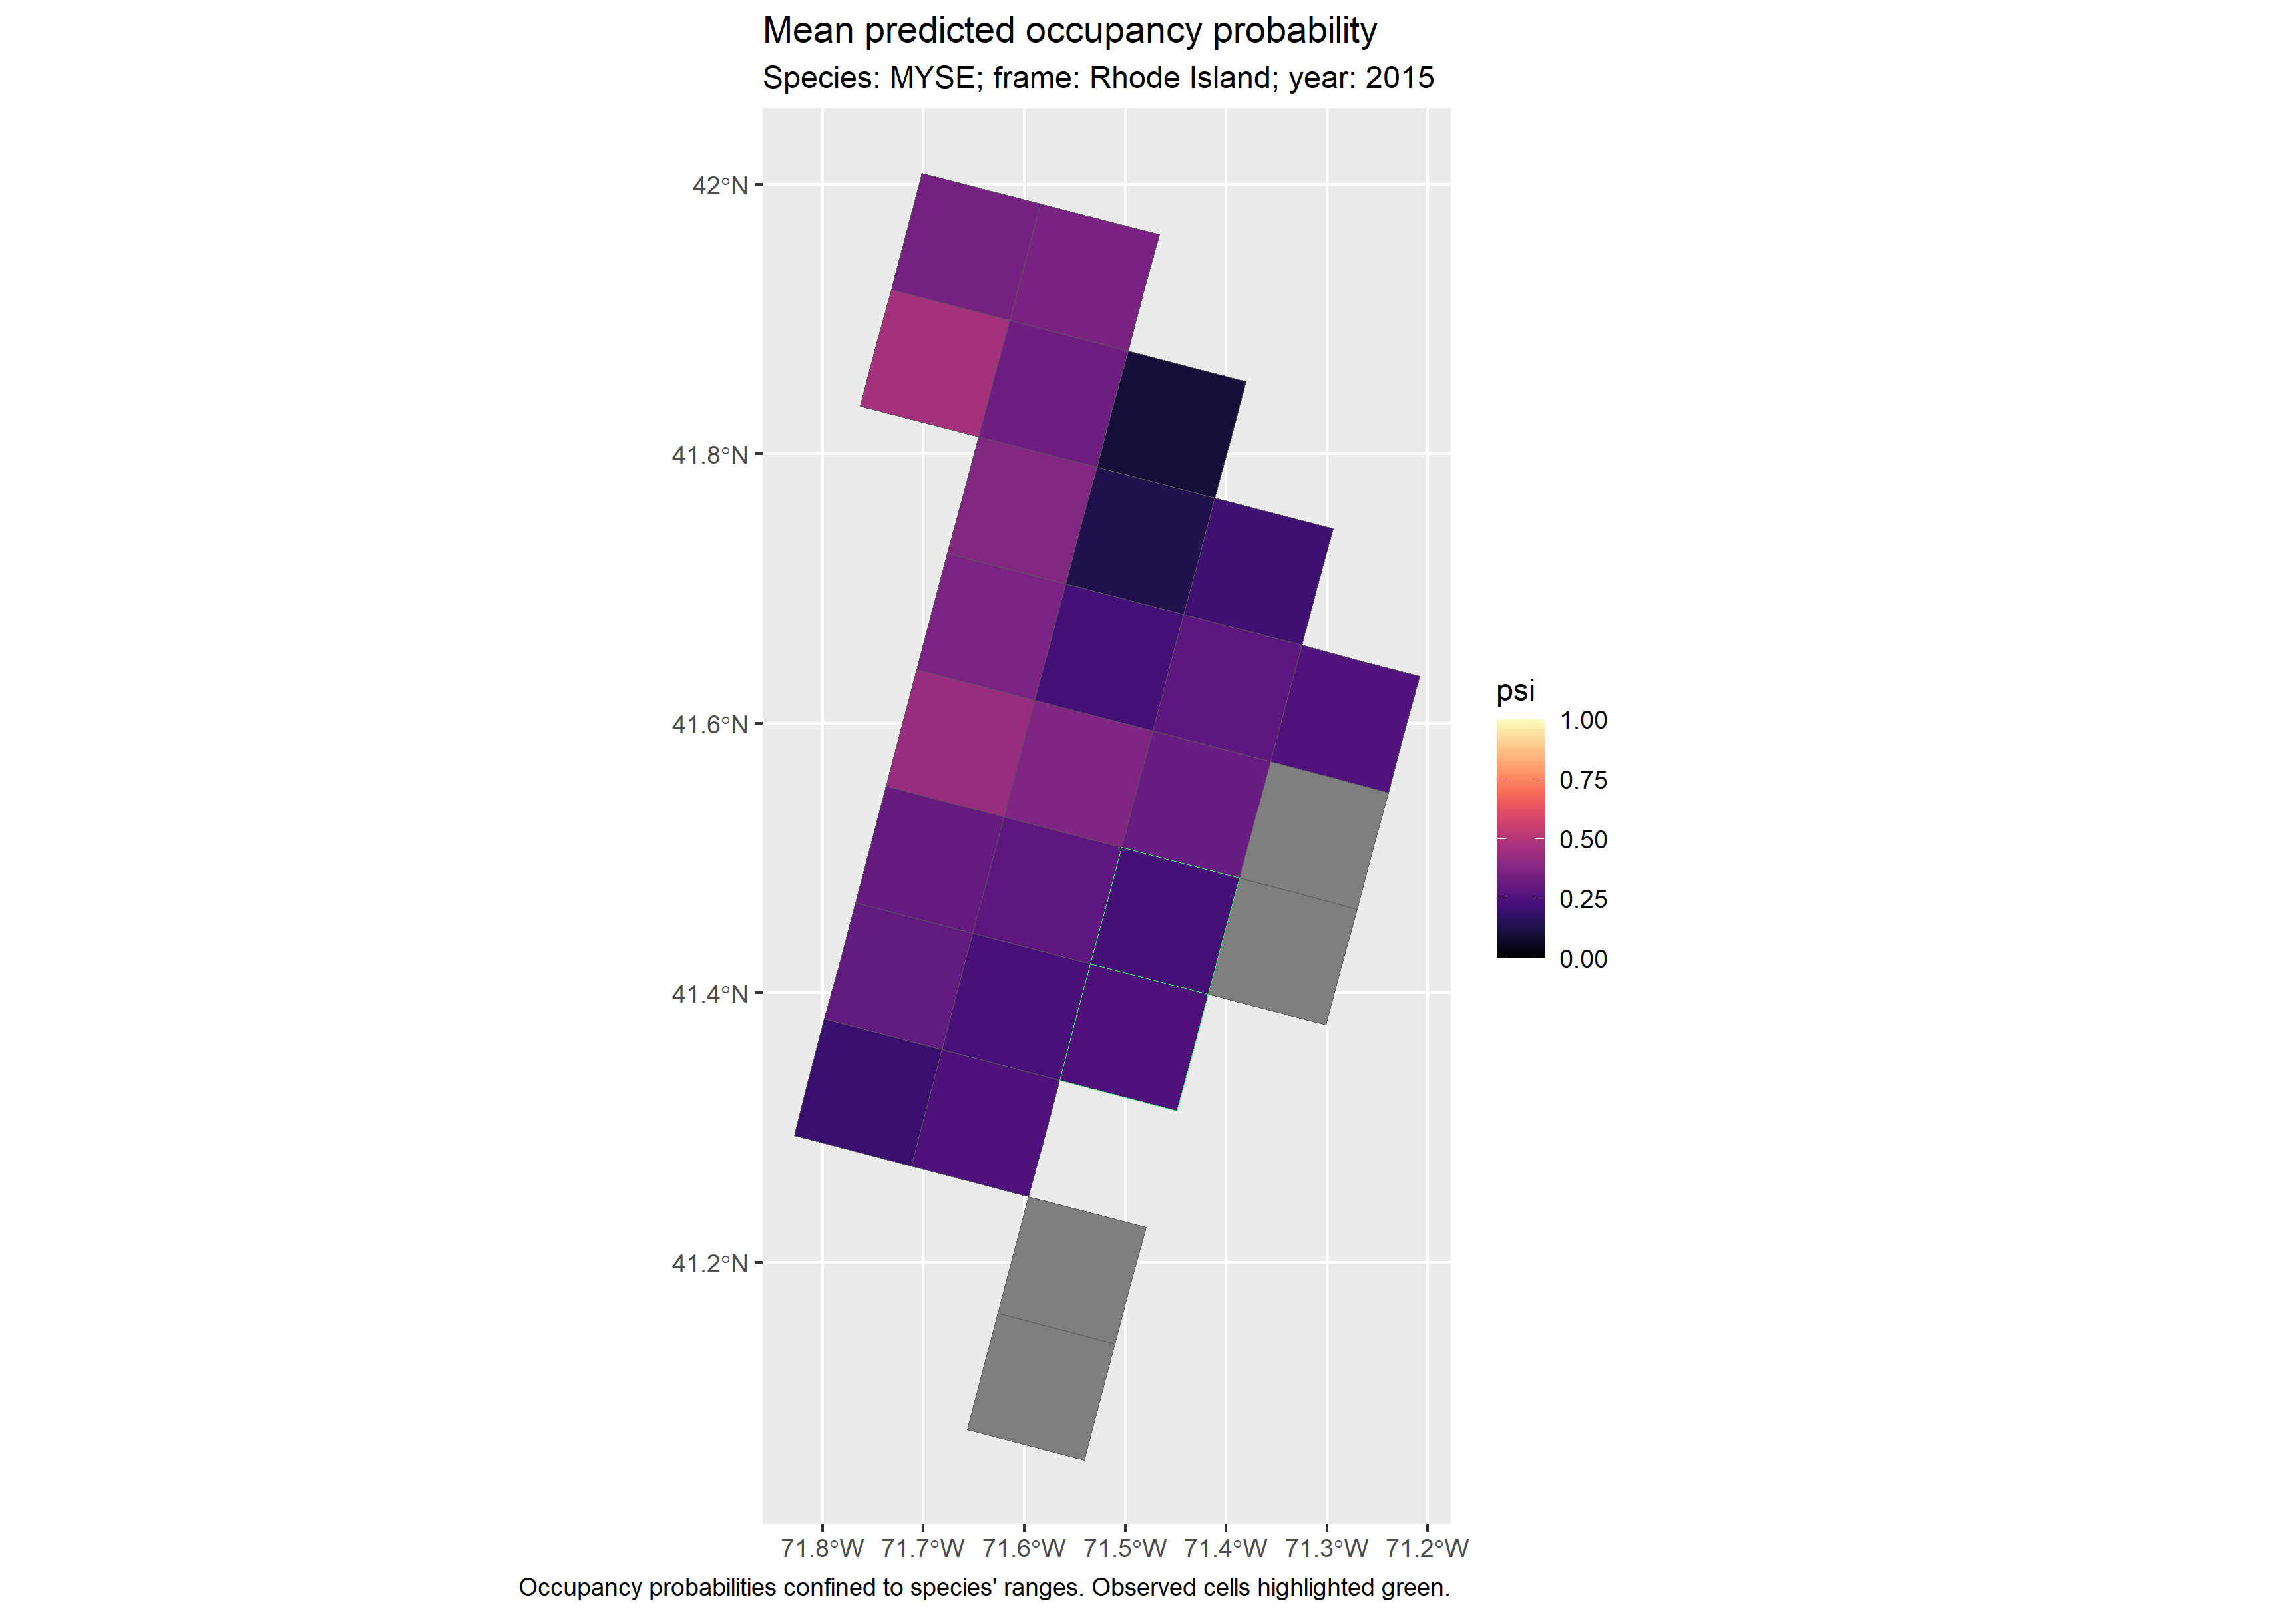 Mean predicted occupancy probability
Species: MYSE; frame: Rhode Island; year: 2015
42°N
41.8°N
41.6°N
41.4°N
41.2°N
71.8°W 71.7°W 71.6°W 71.5°W 71.4°W 71.3°W 71.2°W
psi
1.00
0.75
0.50
0.25
0.00
Occupancy probabilities confined to species' ranges. Observed cells highlighted green.